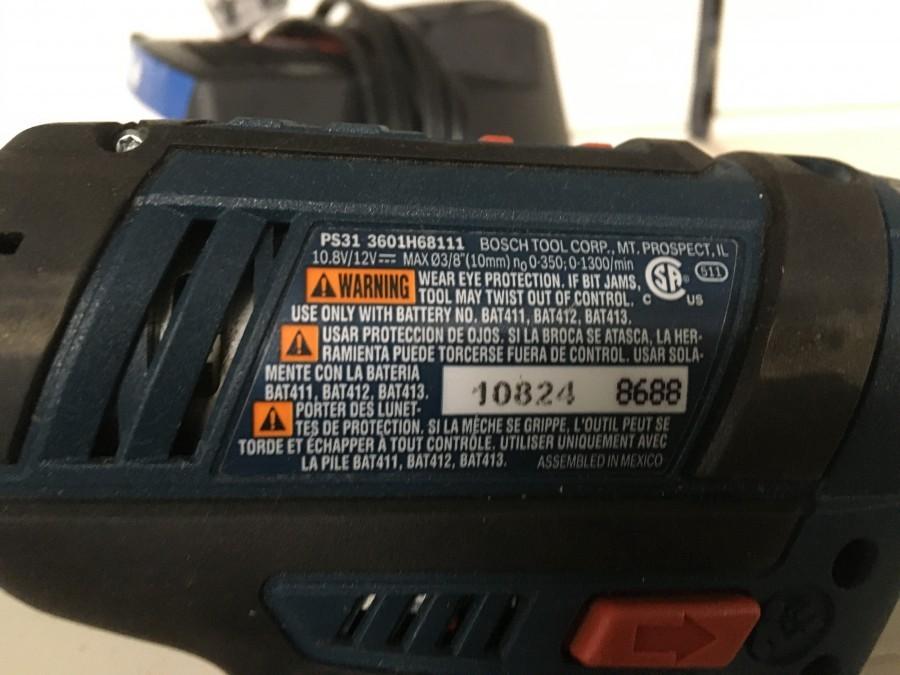 PS31 3601H68111 BOSCH TOOL CORP., MT. PROSPECT, IL
10.8V/12V⎓ MAX Ø3/8"(10mm) n₀ 0-350; 0-1300/min
WARNING WEAR EYE PROTECTION. IF BIT JAMS,
TOOL MAY TWIST OUT OF CONTROL.
C SA ® US 511
USE ONLY WITH BATTERY NO. BAT411, BAT412, BAT413.
USAR PROTECCION DE OJOS. SI LA BROCA SE ATASCA, LA HER-
RAMIENTA PUEDE TORCERSE FUERA DE CONTROL. USAR SOLA-
MENTE CON LA BATERIA
BAT411, BAT412, BAT413.
10824 8688
PORTER DES LUNET-
TES DE PROTECTION. SI LA MÈCHE SE GRIPPE, L'OUTIL PEUT SE
TORDE ET ÉCHAPPER À TOUT CONTRÔLE. UTILISER UNIQUEMENT AVEC
LA PILE BAT411, BAT412, BAT413. ASSEMBLED IN MEXICO